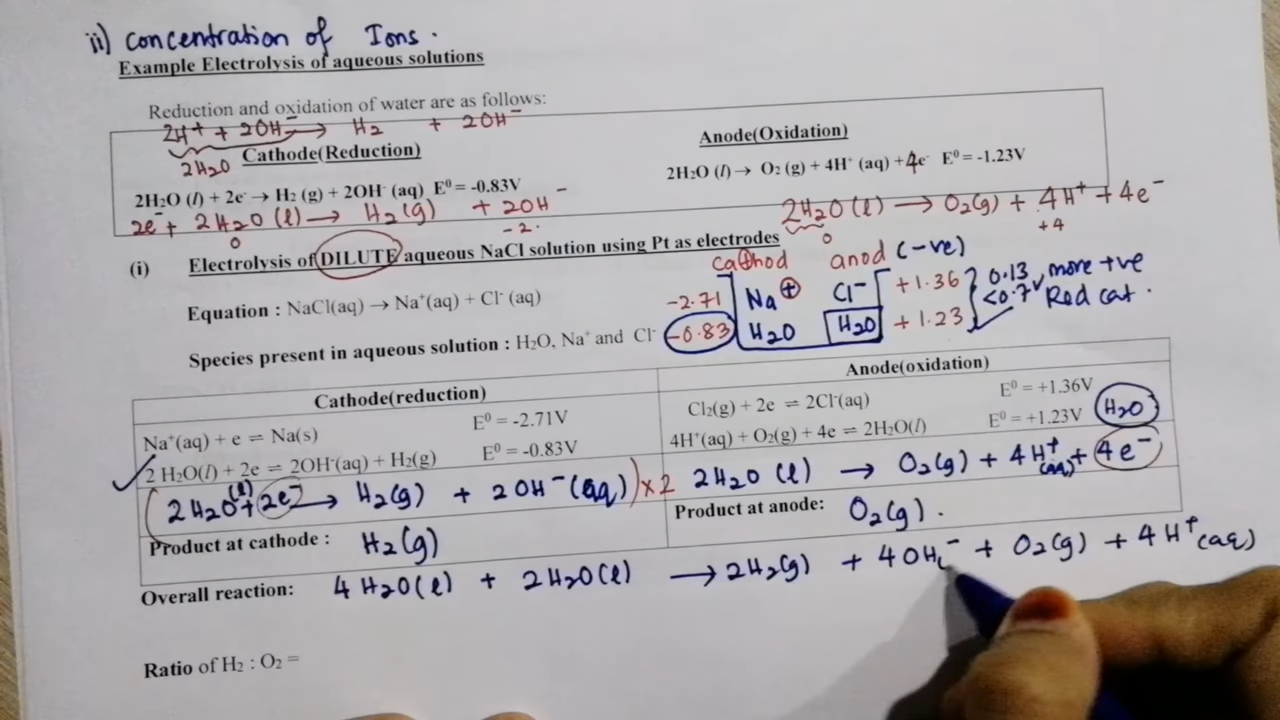 ii) Concentration of Ions.
Example Electrolysis of aqueous solutions
Reduction and oxidation of water are as follows:
2H⁺ + 2OH⁻ → H₂ + 2OH⁻
2H₂O
Cathode(Reduction)
2H₂O (l) + 2e⁻ → H₂ (g) + 2OH⁻ (aq) E⁰ = -0.83V
2e⁻ + 2H₂O (l) → H₂(g) + 2OH⁻
0 -2.
Anode(Oxidation)
2H₂O (l) → O₂ (g) + 4H⁺ (aq) + 4e⁻ E⁰ = -1.23V
2H₂O (l) → O₂(g) + 4H⁺ + 4e⁻
0 +4
(i) Electrolysis of DILUTE aqueous NaCl solution using Pt as electrodes
cathod anod (-ve)
Equation : NaCl(aq) → Na⁺(aq) + Cl⁻(aq)
-2.71 Na⁺ Cl⁻ +1.36 0.13 more +ve
<0.7 Red cat.
Species present in aqueous solution : H₂O, Na⁺ and Cl⁻
-0.83 H₂O H₂O +1.23
Cathode(reduction)
Na⁺(aq) + e ⇌ Na(s) E⁰ = -2.71V
2 H₂O(l) + 2e ⇌ 2OH⁻(aq) + H₂(g) E⁰ = -0.83V
(2H₂O(l) + 2e⁻ → H₂(g) + 2OH⁻(aq)) × 2
Product at cathode : H₂(g)
Anode(oxidation)
Cl₂(g) + 2e ⇌ 2Cl⁻(aq) E⁰ = +1.36V
4H⁺(aq) + O₂(g) + 4e ⇌ 2H₂O(l) E⁰ = +1.23V H₂O
2H₂O (l) → O₂(g) + 4H⁺(aq) + 4e⁻
Product at anode: O₂(g).
Overall reaction: 4H₂O(l) + 2H₂O(l) → 2H₂(g) + 4OH⁻ + O₂(g) + 4H⁺(aq)
Ratio of H₂ : O₂ =